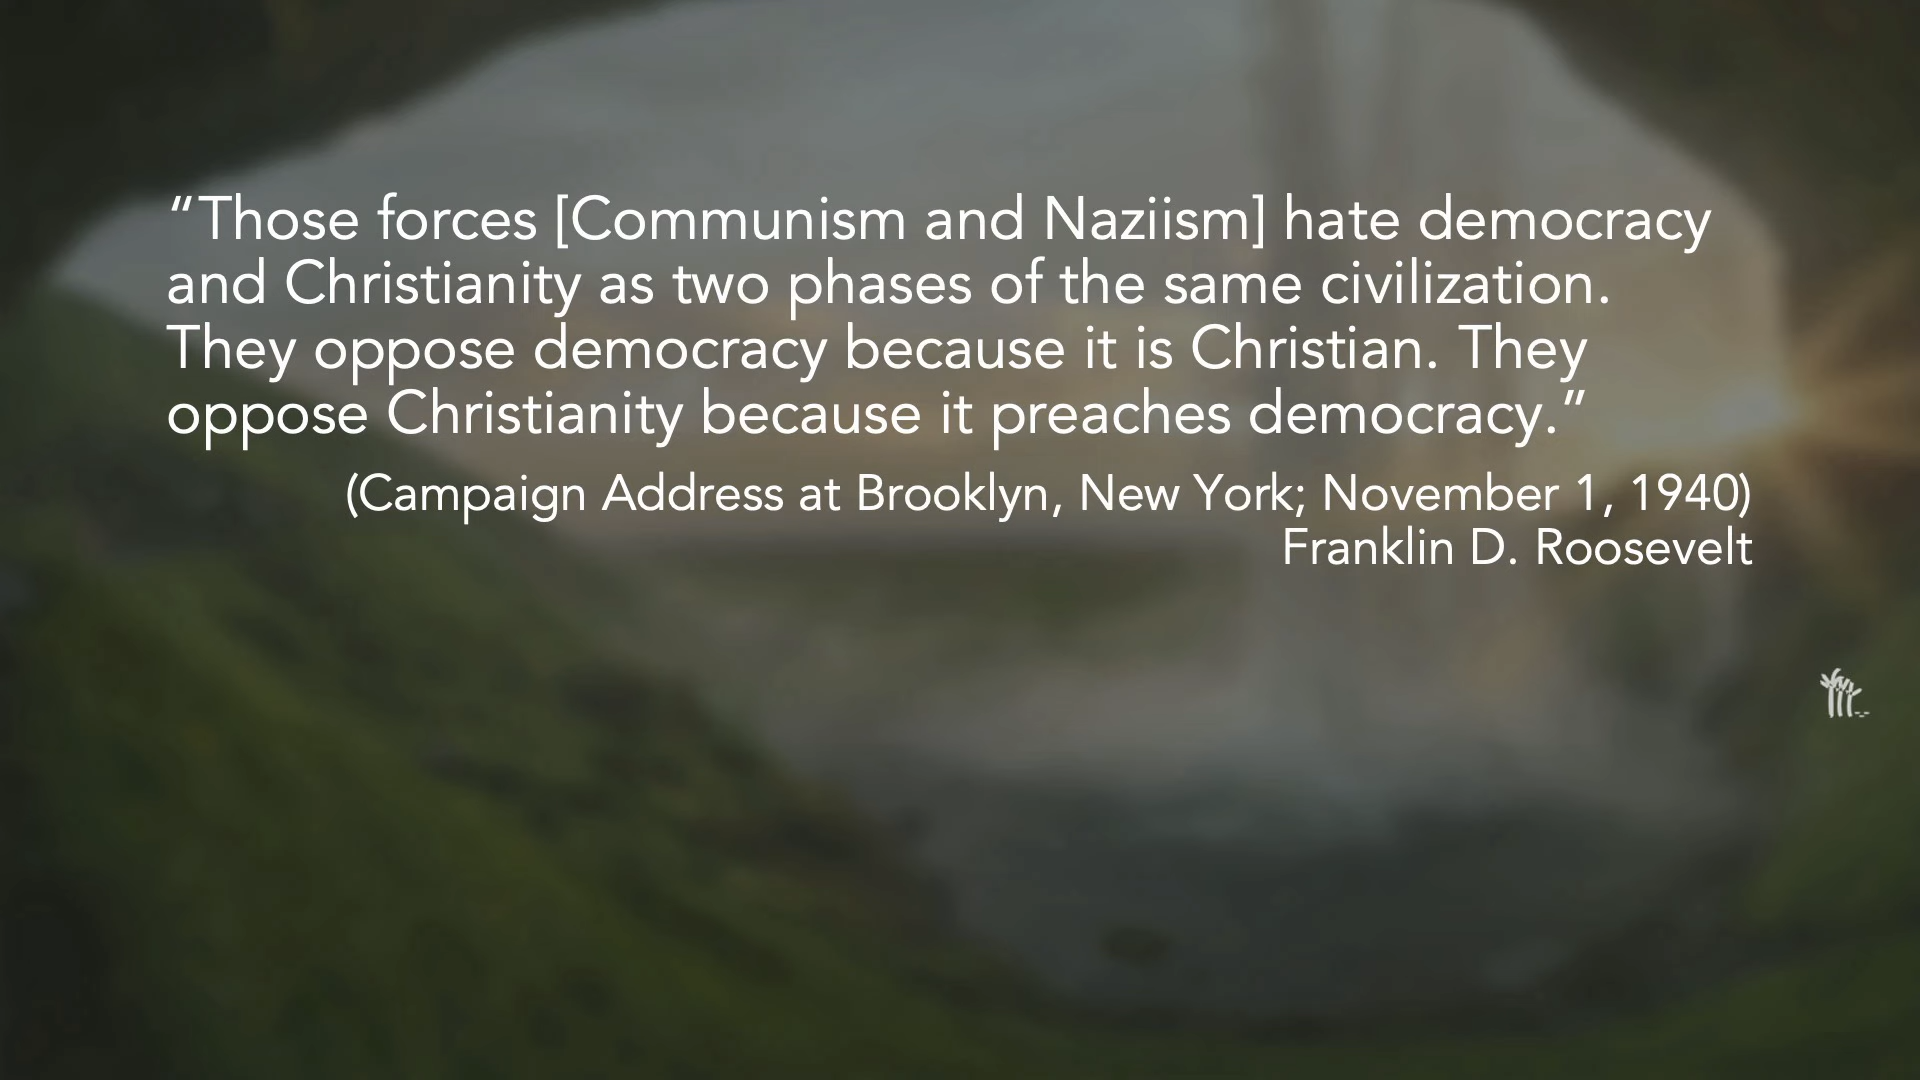 “Those forces [Communism and Naziism] hate democracy
and Christianity as two phases of the same civilization.
They oppose democracy because it is Christian. They
oppose Christianity because it preaches democracy.”
(Campaign Address at Brooklyn, New York; November 1, 1940)
Franklin D. Roosevelt